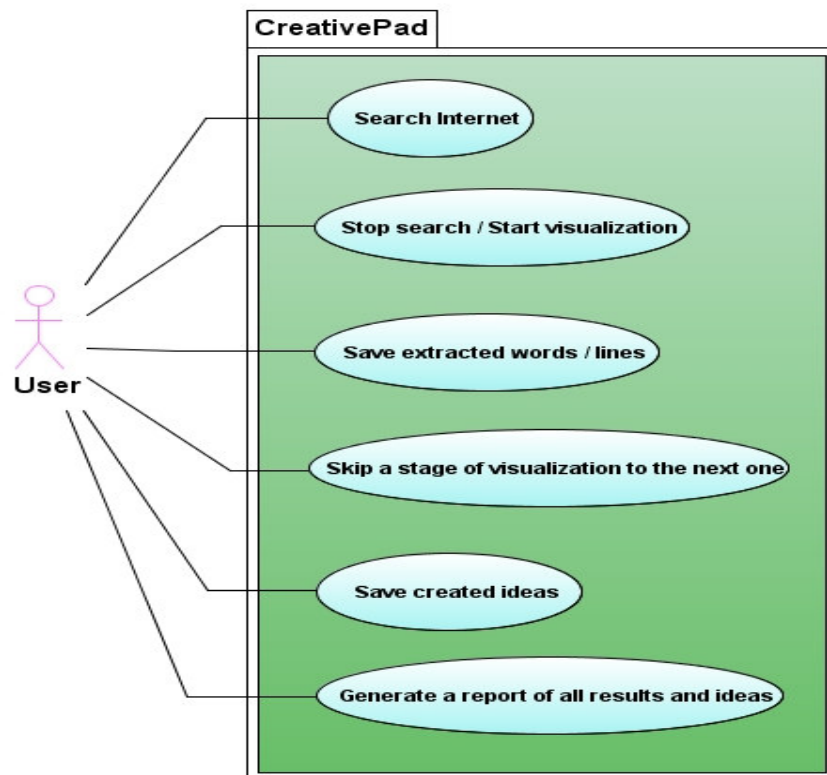 CreativePad
Search Internet
Stop search / Start visualization
Save extracted words / lines
User
Skip a stage of visualization to the next one
Save created ideas
Generate a report of all results and ideas